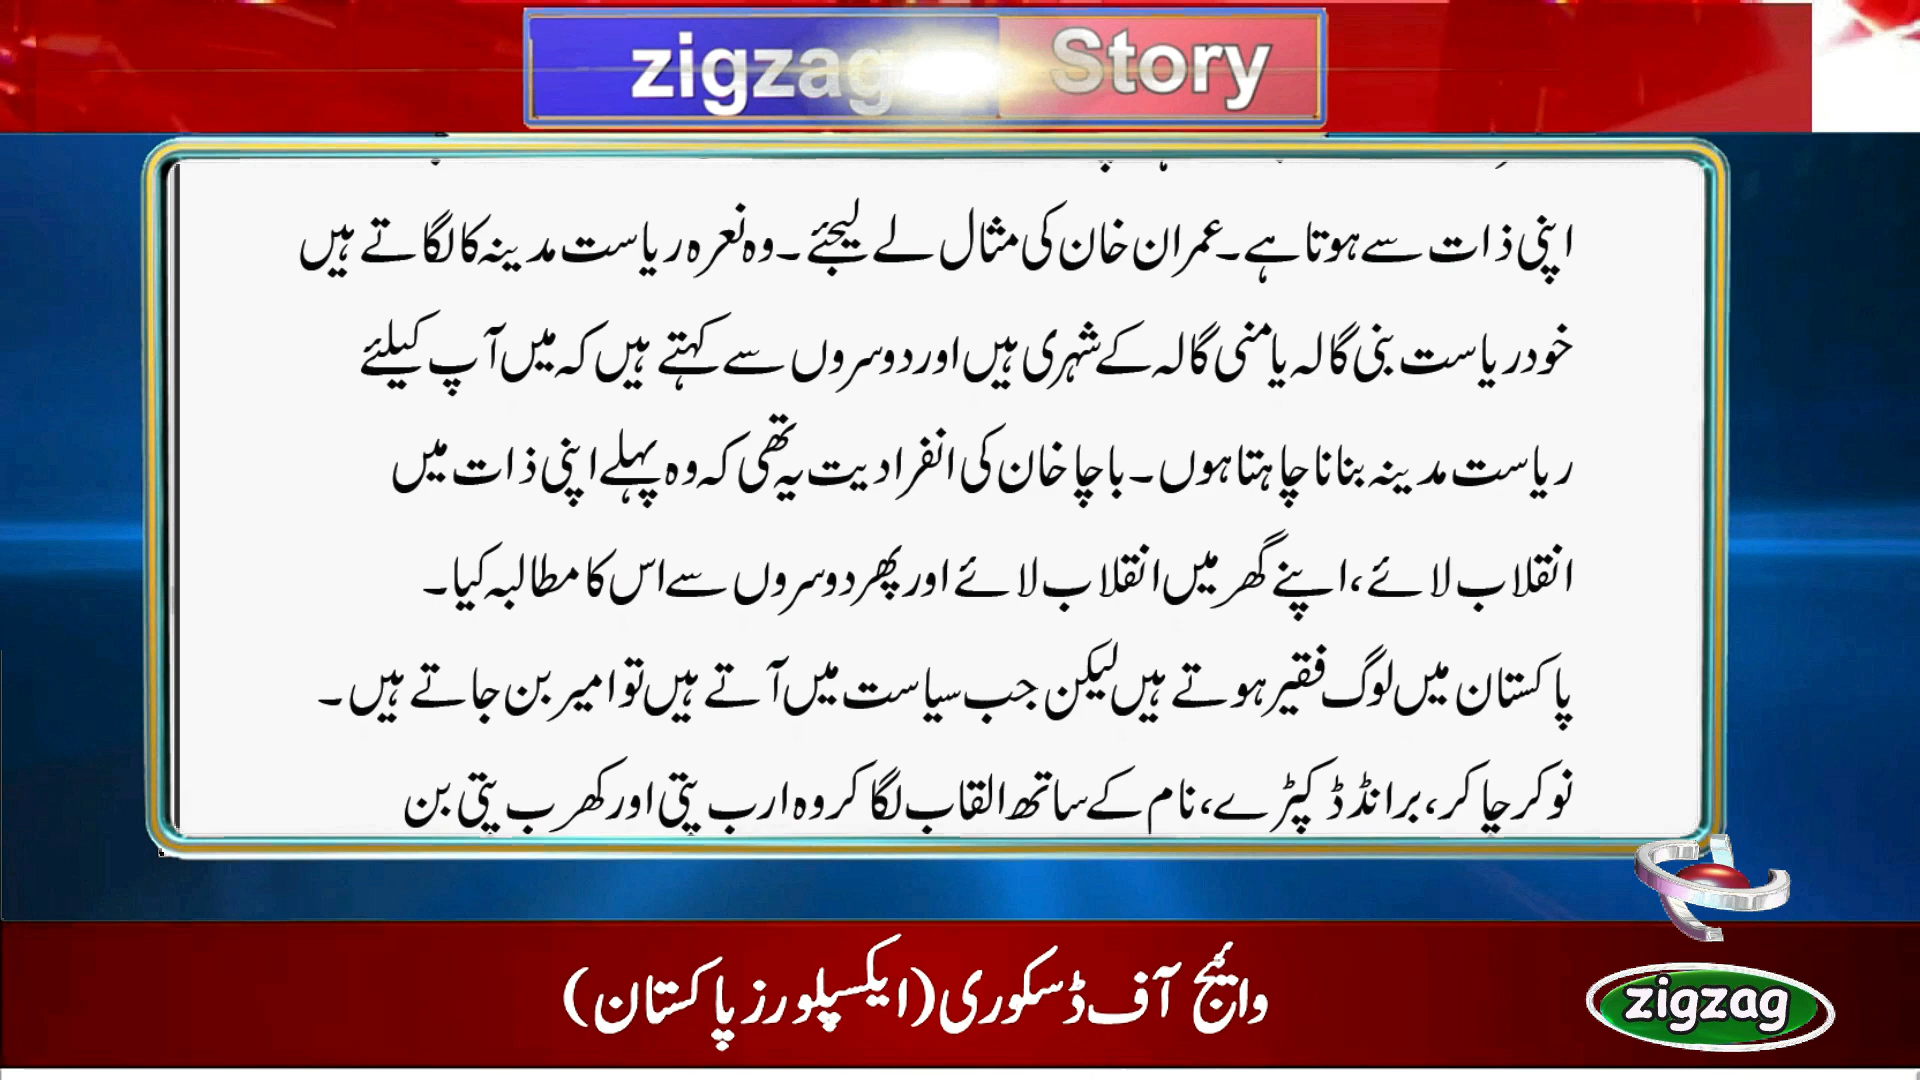 zigzag Story
اپنی ذات سے ہوتا ہے۔ عمران خان کی مثال لے لیجئے۔ وہ نعرہ ریاست مدینہ کا لگاتے ہیں
خود ریاست بنی گالہ یا منی گالہ کے شہری ہیں اور دوسروں سے کہتے ہیں کہ میں آپ کیلئے
ریاست مدینہ بنانا چاہتا ہوں۔ باچا خان کی انفرادیت یہ تھی کہ وہ پہلے اپنی ذات میں
انقلاب لائے، اپنے گھر میں انقلاب لائے اور پھر دوسروں سے اس کا مطالبہ کیا۔
پاکستان میں لوگ فقیر ہوتے ہیں لیکن جب سیاست میں آتے ہیں تو امیر بن جاتے ہیں۔
نوکر چاکر، برانڈڈ کپڑے، نام کے ساتھ القاب لگا کر وہ ارب پتی اور کھرب پتی بن
وائیج آف ڈسکوری (ایکسپلورز پاکستان)
zigzag